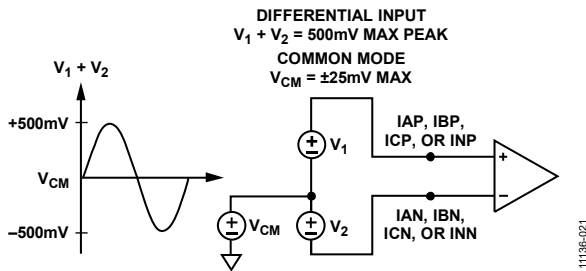 DIFFERENTIAL INPUT
V1 + V2 = 500mV MAX PEAK
COMMON MODE
VCM = ±25mV MAX
V1 + V2
+500mV
VCM
–500mV
V1
IAP, IBP,
ICP, OR INP
+
–
IAN, IBN,
ICN, OR INN
VCM
V2
11136-021